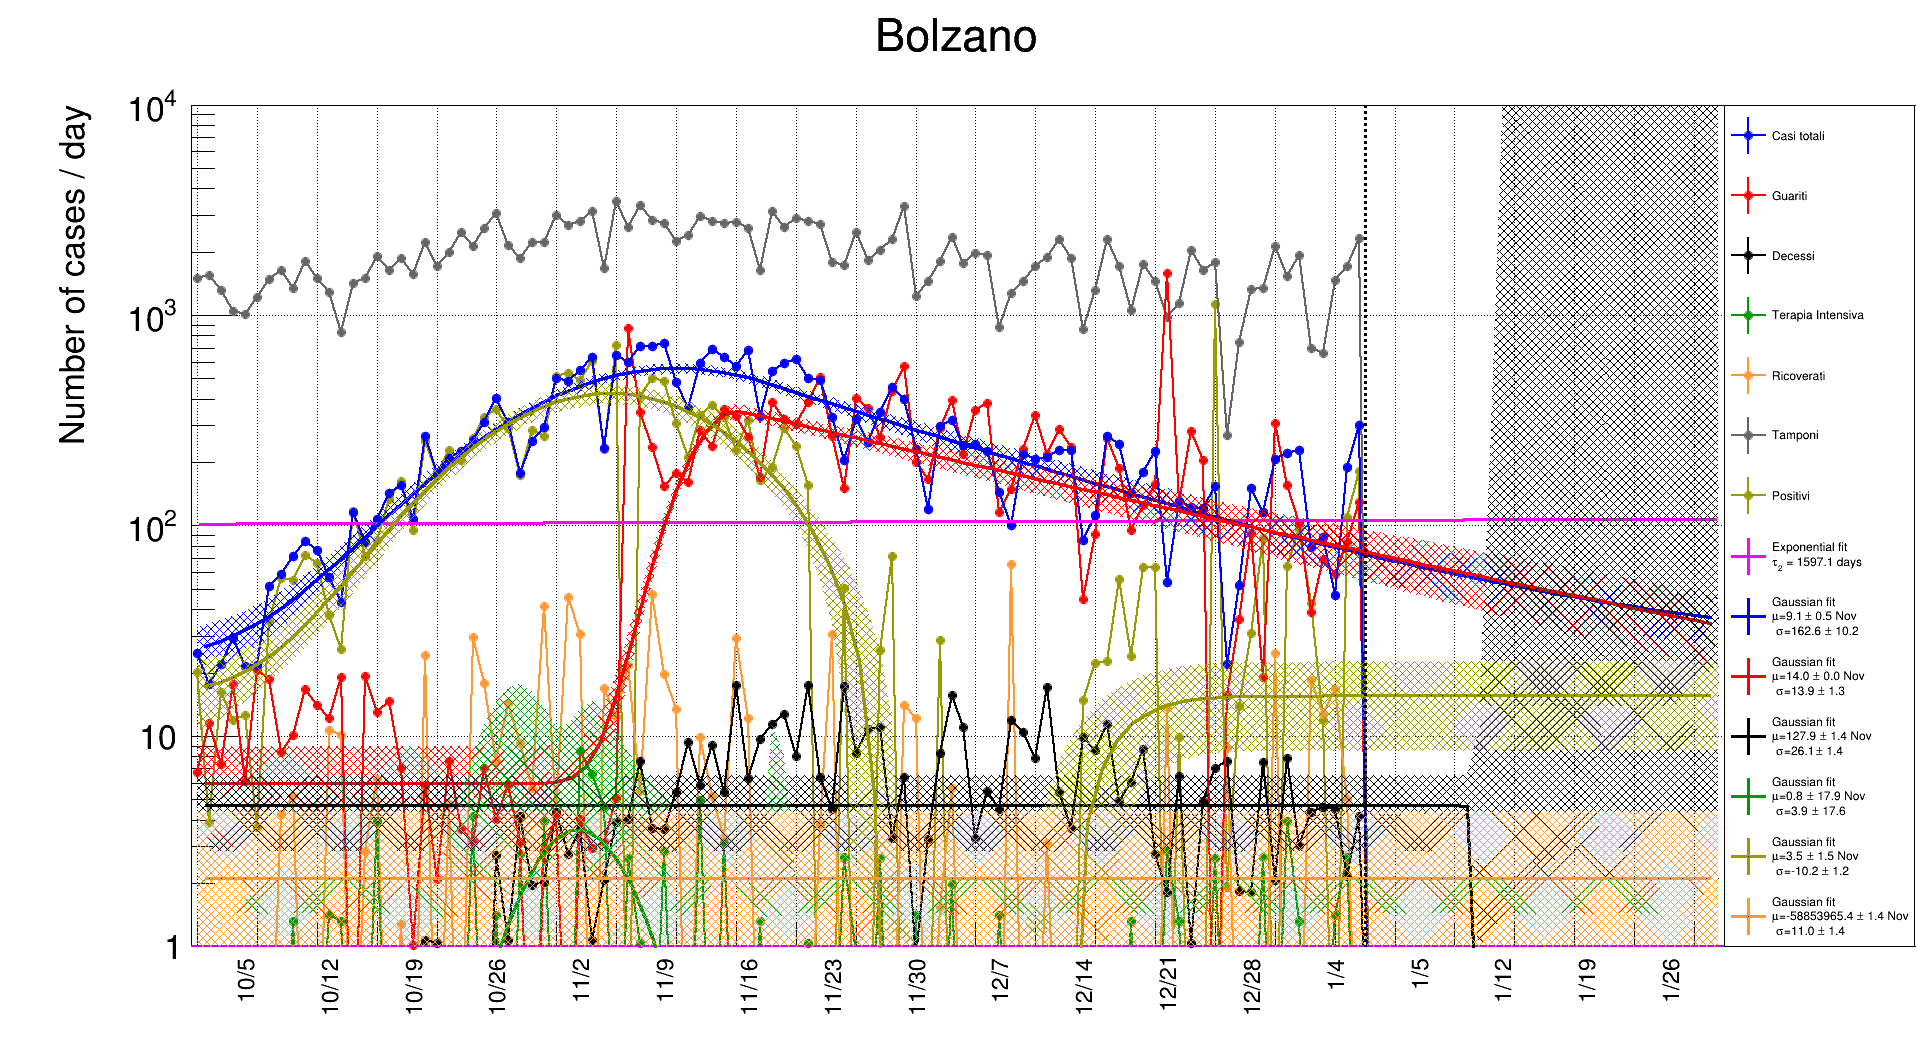 Bolzano
Number of cases / day
10^4
10^3
10^2
10
1
10/5 10/12 10/19 10/26 11/2 11/9 11/16 11/23 11/30 12/7 12/14 12/21 12/28 1/4 1/5 1/12 1/19 1/26
Casi totali
Guariti
Decessi
Terapia Intensiva
Ricoverati
Tamponi
Positivi
Exponential fit
τ2 = 1597.1 days
Gaussian fit
μ=9.1 ± 0.5 Nov
σ=162.6 ± 10.2
Gaussian fit
μ=14.0 ± 0.0 Nov
σ=13.9 ± 1.3
Gaussian fit
μ=127.9 ± 1.4 Nov
σ=26.1 ± 1.4
Gaussian fit
μ=0.8 ± 17.9 Nov
σ=3.9 ± 17.6
Gaussian fit
μ=3.5 ± 1.5 Nov
σ=-10.2 ± 1.2
Gaussian fit
μ=-58853965.4 ± 1.4 Nov
σ=11.0 ± 1.4